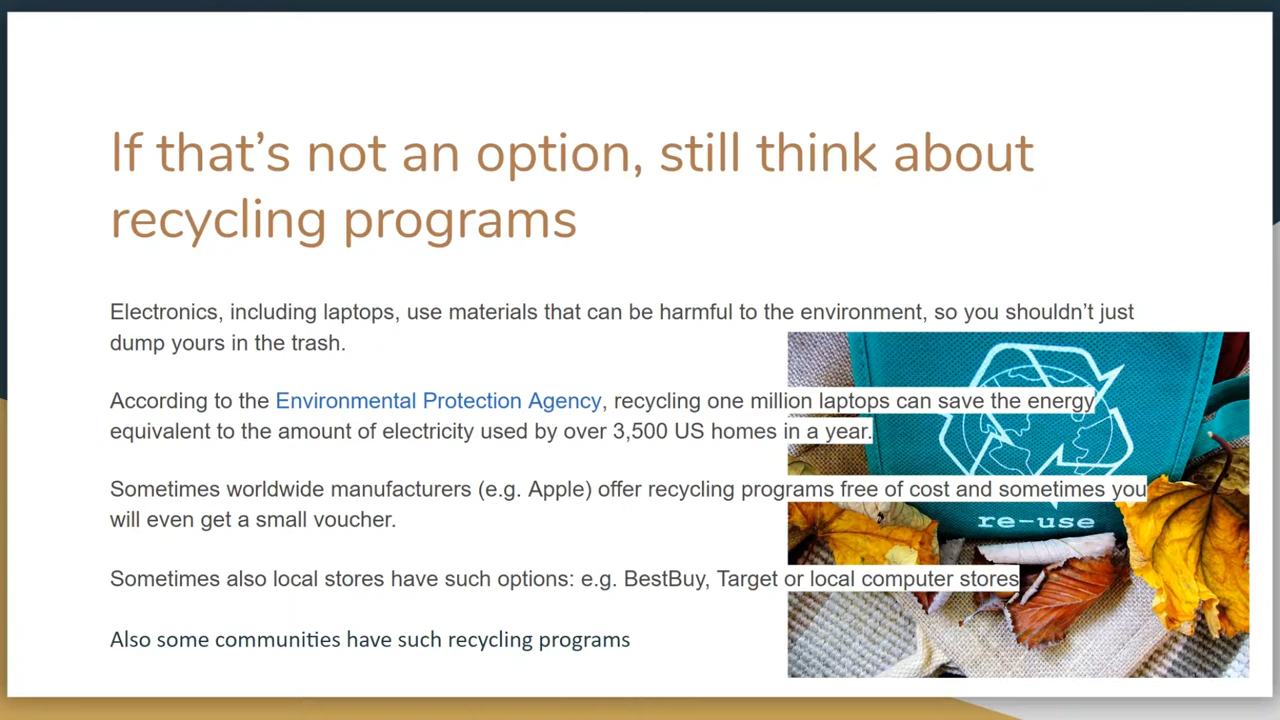 If that’s not an option, still think about
recycling programs
Electronics, including laptops, use materials that can be harmful to the environment, so you shouldn’t just
dump yours in the trash.
According to the Environmental Protection Agency, recycling one million laptops can save the energy
equivalent to the amount of electricity used by over 3,500 US homes in a year.
Sometimes worldwide manufacturers (e.g. Apple) offer recycling programs free of cost and sometimes you
will even get a small voucher.
re-use
Sometimes also local stores have such options: e.g. BestBuy, Target or local computer stores
Also some communities have such recycling programs